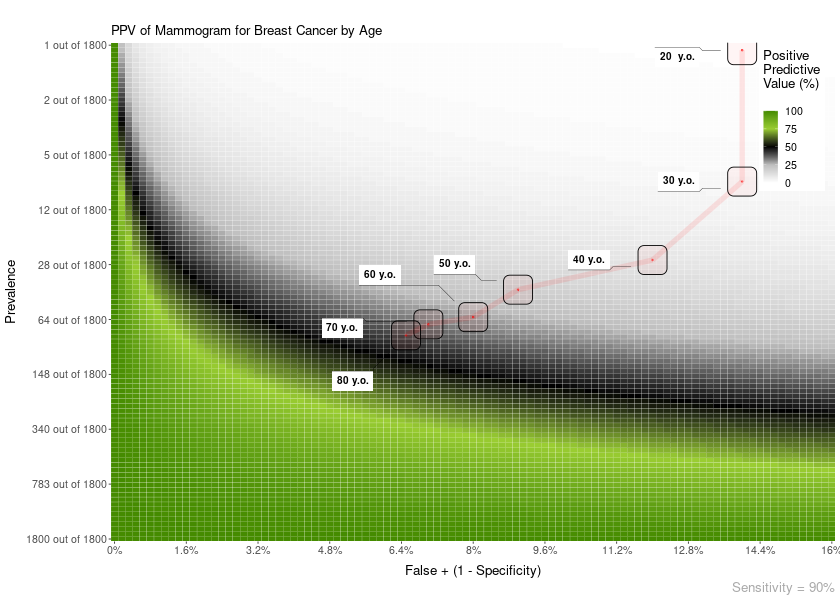 PPV of Mammogram for Breast Cancer by Age
Positive
Predictive
Value (%)
100
75
50
25
0
Prevalence
1 out of 1800
2 out of 1800
5 out of 1800
12 out of 1800
28 out of 1800
64 out of 1800
148 out of 1800
340 out of 1800
783 out of 1800
1800 out of 1800
20 y.o.
30 y.o.
40 y.o.
50 y.o.
60 y.o.
70 y.o.
80 y.o.
0%
1.6%
3.2%
4.8%
6.4%
8%
9.6%
11.2%
12.8%
14.4%
16%
False + (1 - Specificity)
Sensitivity = 90%